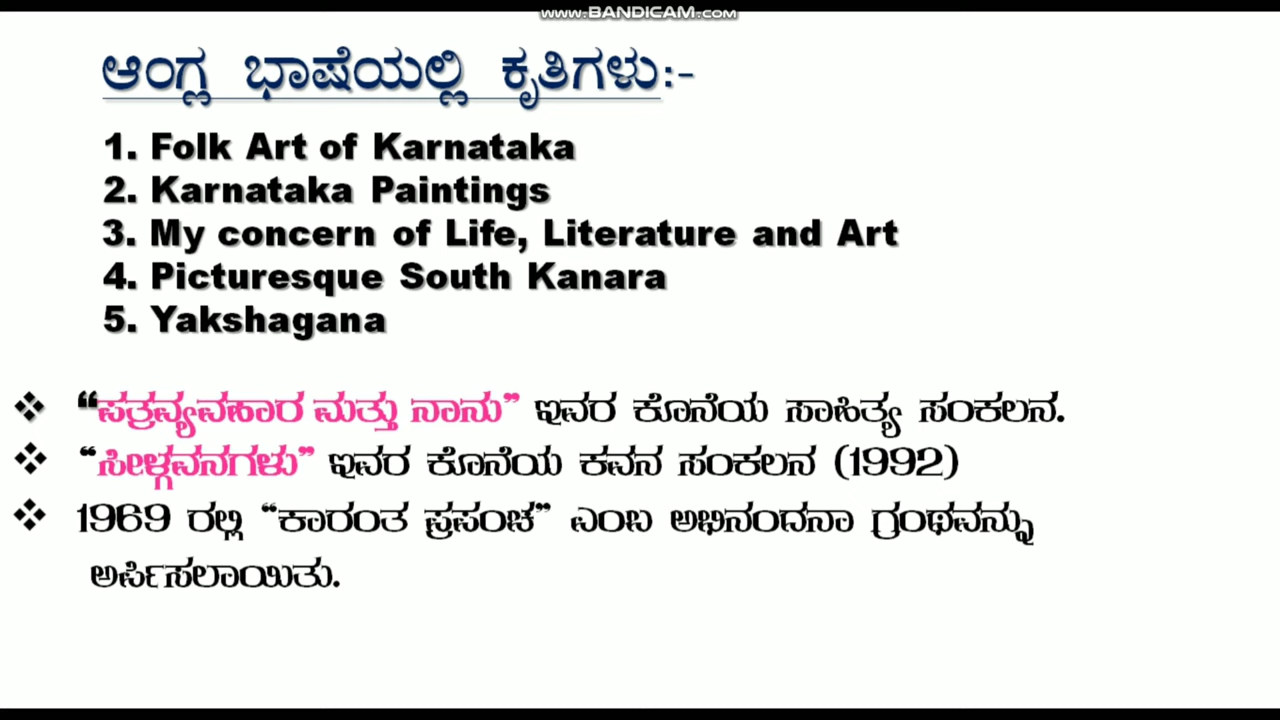 www.BANDICAM.com
ಆಂಗ್ಲ ಭಾಷೆಯಲ್ಲಿ ಕೃತಿಗಳು:-
1. Folk Art of Karnataka
2. Karnataka Paintings
3. My concern of Life, Literature and Art
4. Picturesque South Kanara
5. Yakshagana
❖ “ಪತ್ರವ್ಯವಹಾರ ಮತ್ತು ನಾನು” ಇವರ ಕೊನೆಯ ಸಾಹಿತ್ಯ ಸಂಕಲನ.
❖ “ಸೀಳ್ಗವನಗಳು” ಇವರ ಕೊನೆಯ ಕವನ ಸಂಕಲನ (1992)
❖ 1969 ರಲ್ಲಿ “ಕಾರಂತ ಪ್ರಪಂಚ” ಎಂಬ ಅಭಿನಂದನಾ ಗ್ರಂಥವನ್ನು
ಅರ್ಪಿಸಲಾಯಿತು.